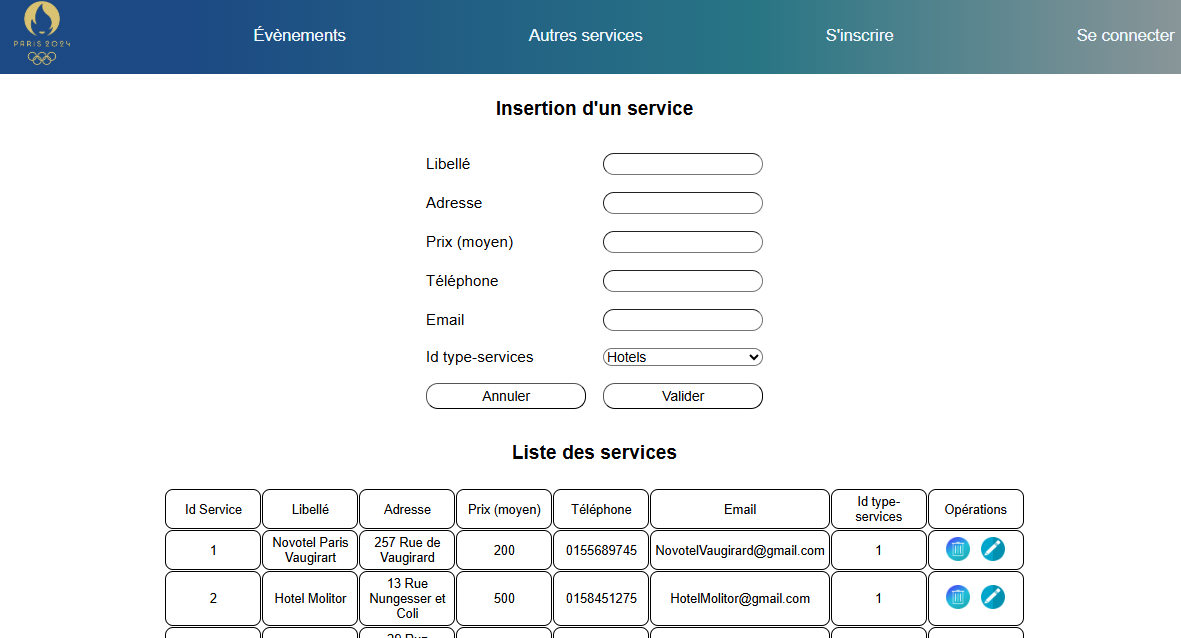 PARIS 2024
Évènements Autres services S'inscrire Se connecter
Insertion d'un service
Libellé
Adresse
Prix (moyen)
Téléphone
Email
Id type-services Hotels
Annuler Valider
Liste des services
Id Service Libellé Adresse Prix (moyen) Téléphone Email Id type-services Opérations
1 Novotel Paris Vaugirart 257 Rue de Vaugirard 200 0155689745 NovotelVaugirard@gmail.com 1
2 Hotel Molitor 13 Rue Nungesser et Coli 500 0158451275 HotelMolitor@gmail.com 1